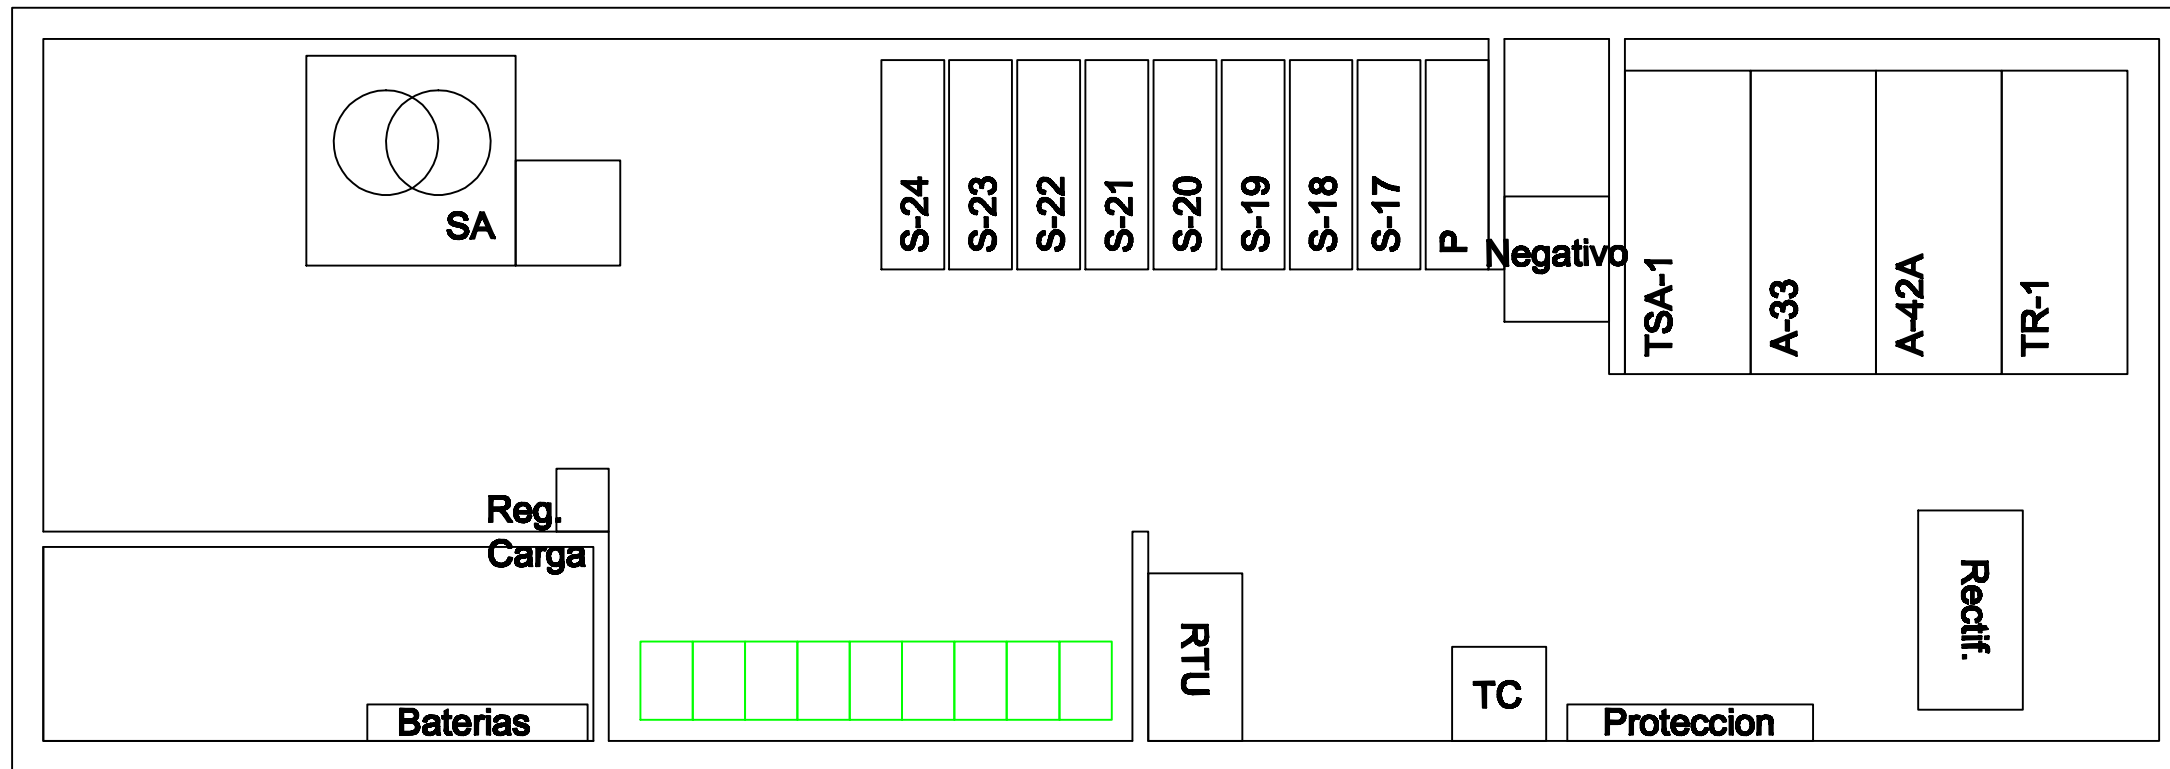 SA
S-24
S-23
S-22
S-21
S-20
S-19
S-18
S-17
P
Negativo
TSA-1
A-33
A-42A
TR-1
Reg.
Carga
Baterias
RTU
TC
Proteccion
Rectif.